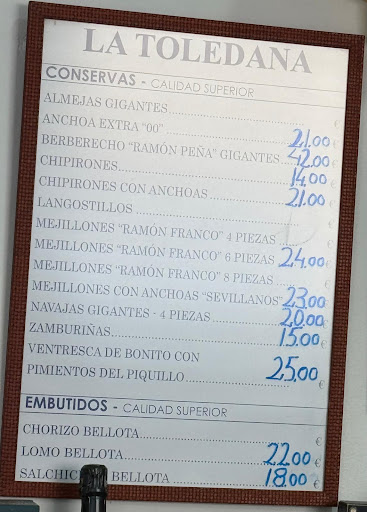 LA TOLEDANA
CONSERVAS - CALIDAD SUPERIOR
ALMEJAS GIGANTES.............................. €
ANCHOA EXTRA "00"..............................21,00 €
BERBERECHO "RAMÓN PEÑA" GIGANTES ...42,00 €
CHIPIRONES..............................14,00 €
CHIPIRONES CON ANCHOAS....................21,00 €
LANGOSTILLOS.............................. €
MEJILLONES "RAMÓN FRANCO" 4 PIEZAS .... €
MEJILLONES "RAMÓN FRANCO" 6 PIEZAS ....24,00 €
MEJILLONES "RAMÓN FRANCO" 8 PIEZAS.... €
MEJILLONES CON ANCHOAS "SEVILLANOS" 23,00 €
NAVAJAS GIGANTES - 4 PIEZAS ..............20,00 €
ZAMBURIÑAS..............................15,00 €
VENTRESCA DE BONITO CON
PIMIENTOS DEL PIQUILLO....................25,00 €
EMBUTIDOS - CALIDAD SUPERIOR
CHORIZO BELLOTA.............................. €
LOMO BELLOTA..............................22,00 €
BELLOTA..............................18,00 €